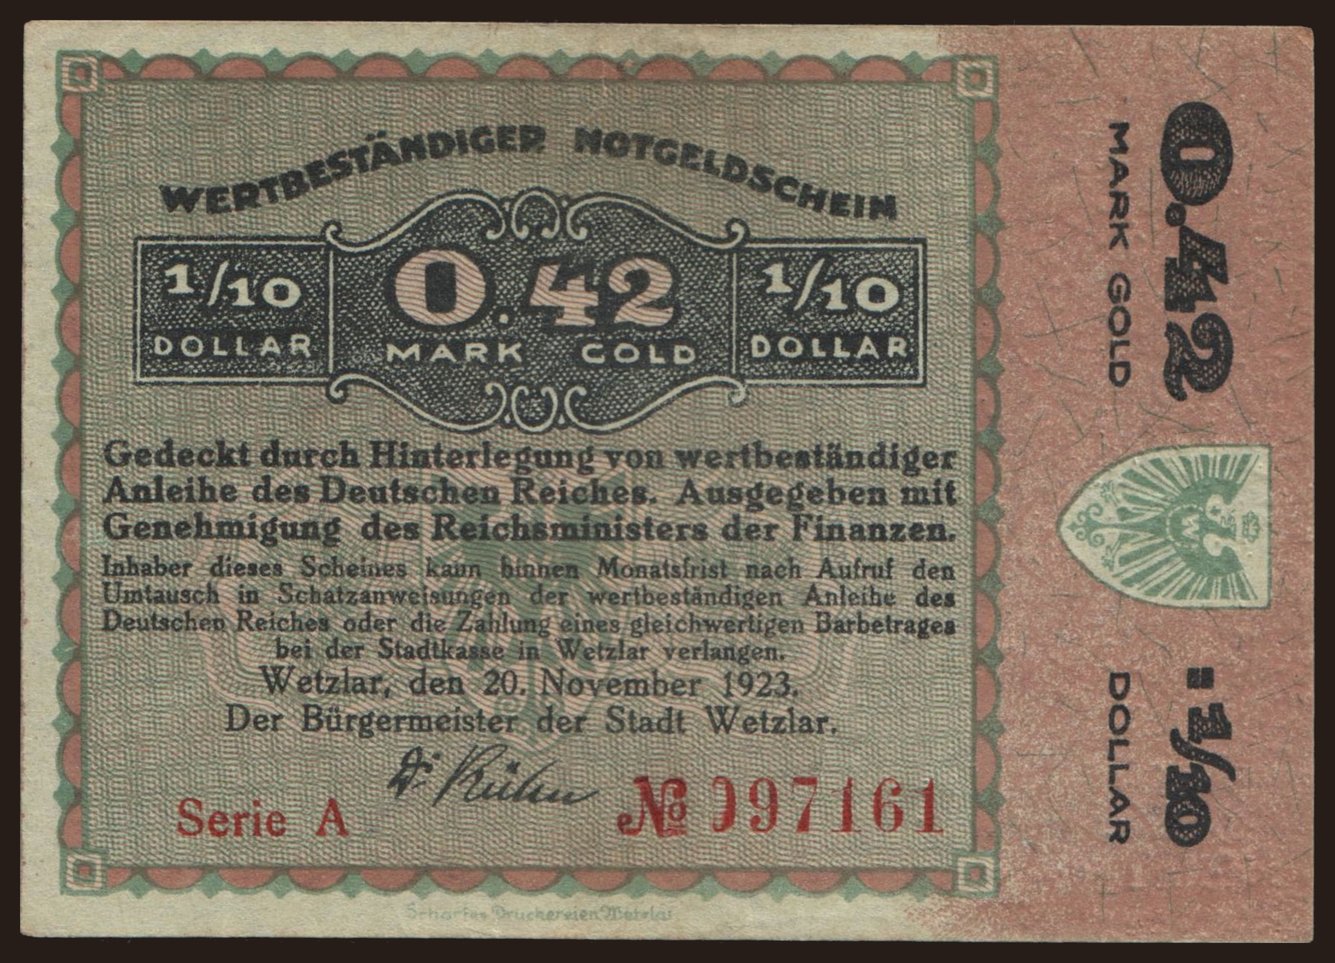 WERTBESTÄNDIGER NOTGELDSCHEIN
1/10 DOLLAR
0.42 MARK GOLD
1/10 DOLLAR
Gedeckt durch Hinterlegung von wertbeständiger
Anleihe des Deutschen Reiches. Ausgegeben mit
Genehmigung des Reichsministers der Finanzen.
Inhaber dieses Scheines kann binnen Monatsfrist nach Aufruf den
Umtausch in Schatzanweisungen der wertbeständigen Anleihe des
Deutschen Reiches oder die Zahlung eines gleichwertigen Barbetrages
bei der Stadtkasse in Wetzlar verlangen.
Wetzlar, den 20. November 1923.
Der Bürgermeister der Stadt Wetzlar.
Dr Kühn
Serie A
№ 097161
Scharfes Druckereien Wetzlar
0.42 = 1/10
MARK GOLD DOLLAR
W